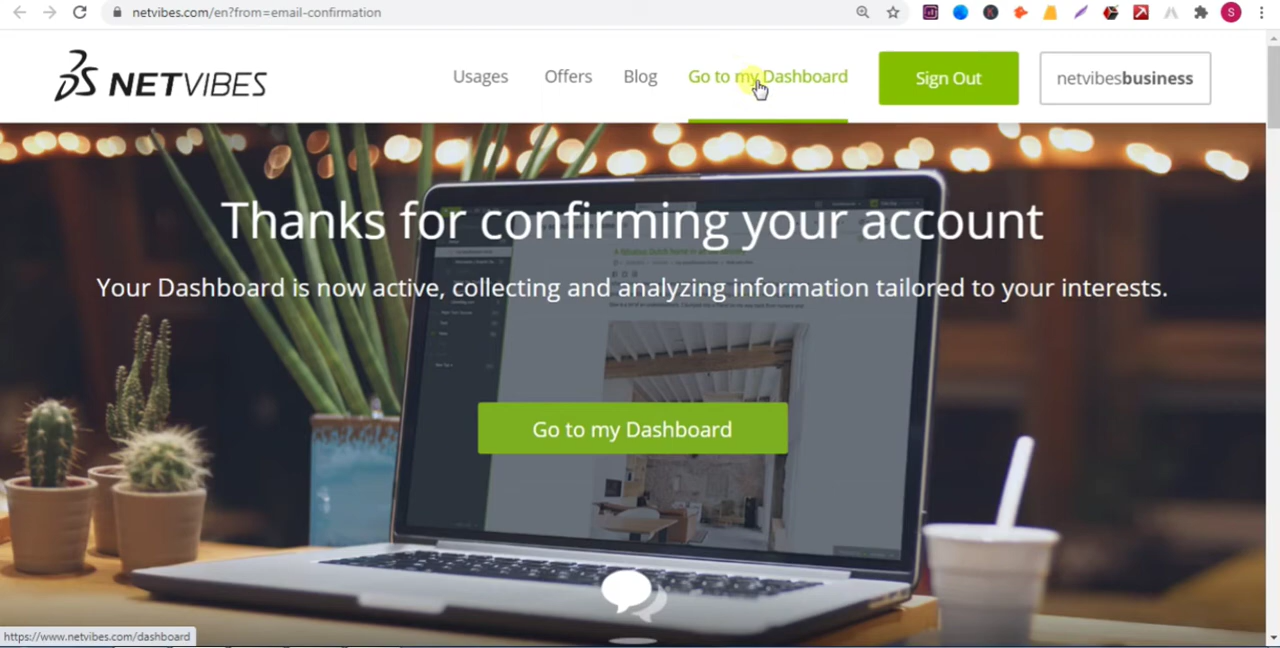 netvibes.com/en?from=email-confirmation
S
NETVIBES
Usages
Offers
Blog
Go to my Dashboard
Sign Out
netvibesbusiness
Thanks for confirming your account
Your Dashboard is now active, collecting and analyzing information tailored to your interests.
Go to my Dashboard
https://www.netvibes.com/dashboard